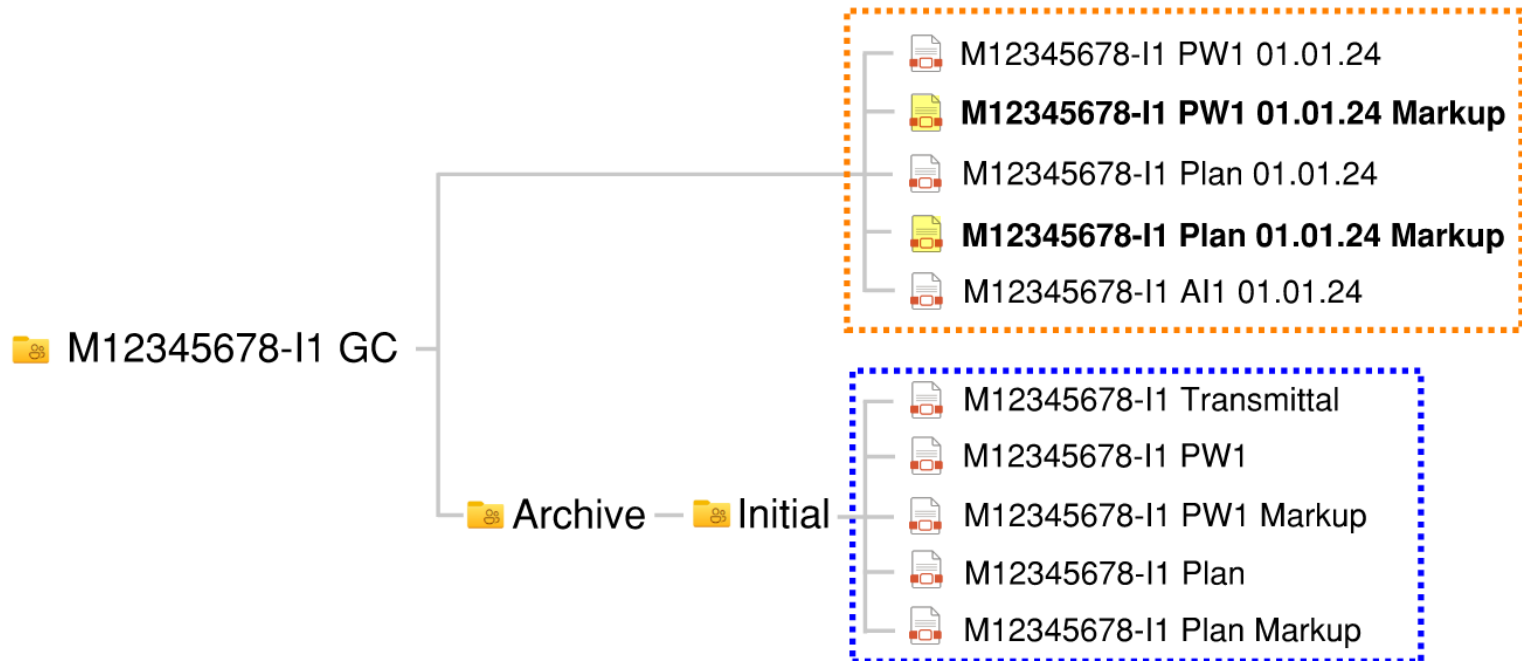 M12345678-I1 PW1 01.01.24
M12345678-I1 PW1 01.01.24 Markup
M12345678-I1 Plan 01.01.24
M12345678-I1 Plan 01.01.24 Markup
M12345678-I1 AI1 01.01.24
M12345678-I1 GC
M12345678-I1 Transmittal
M12345678-I1 PW1
Archive
Initial
M12345678-I1 PW1 Markup
M12345678-I1 Plan
M12345678-I1 Plan Markup